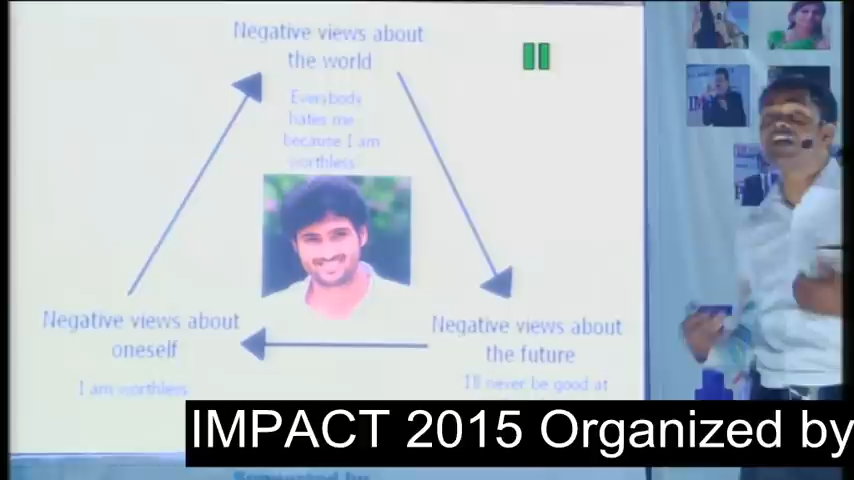 Negative views about
the world
Everybody
hates me
because I am
worthless
Negative views about
oneself
I am worthless
Negative views about
the future
I'll never be good at
IMPACT 2015 Organized by